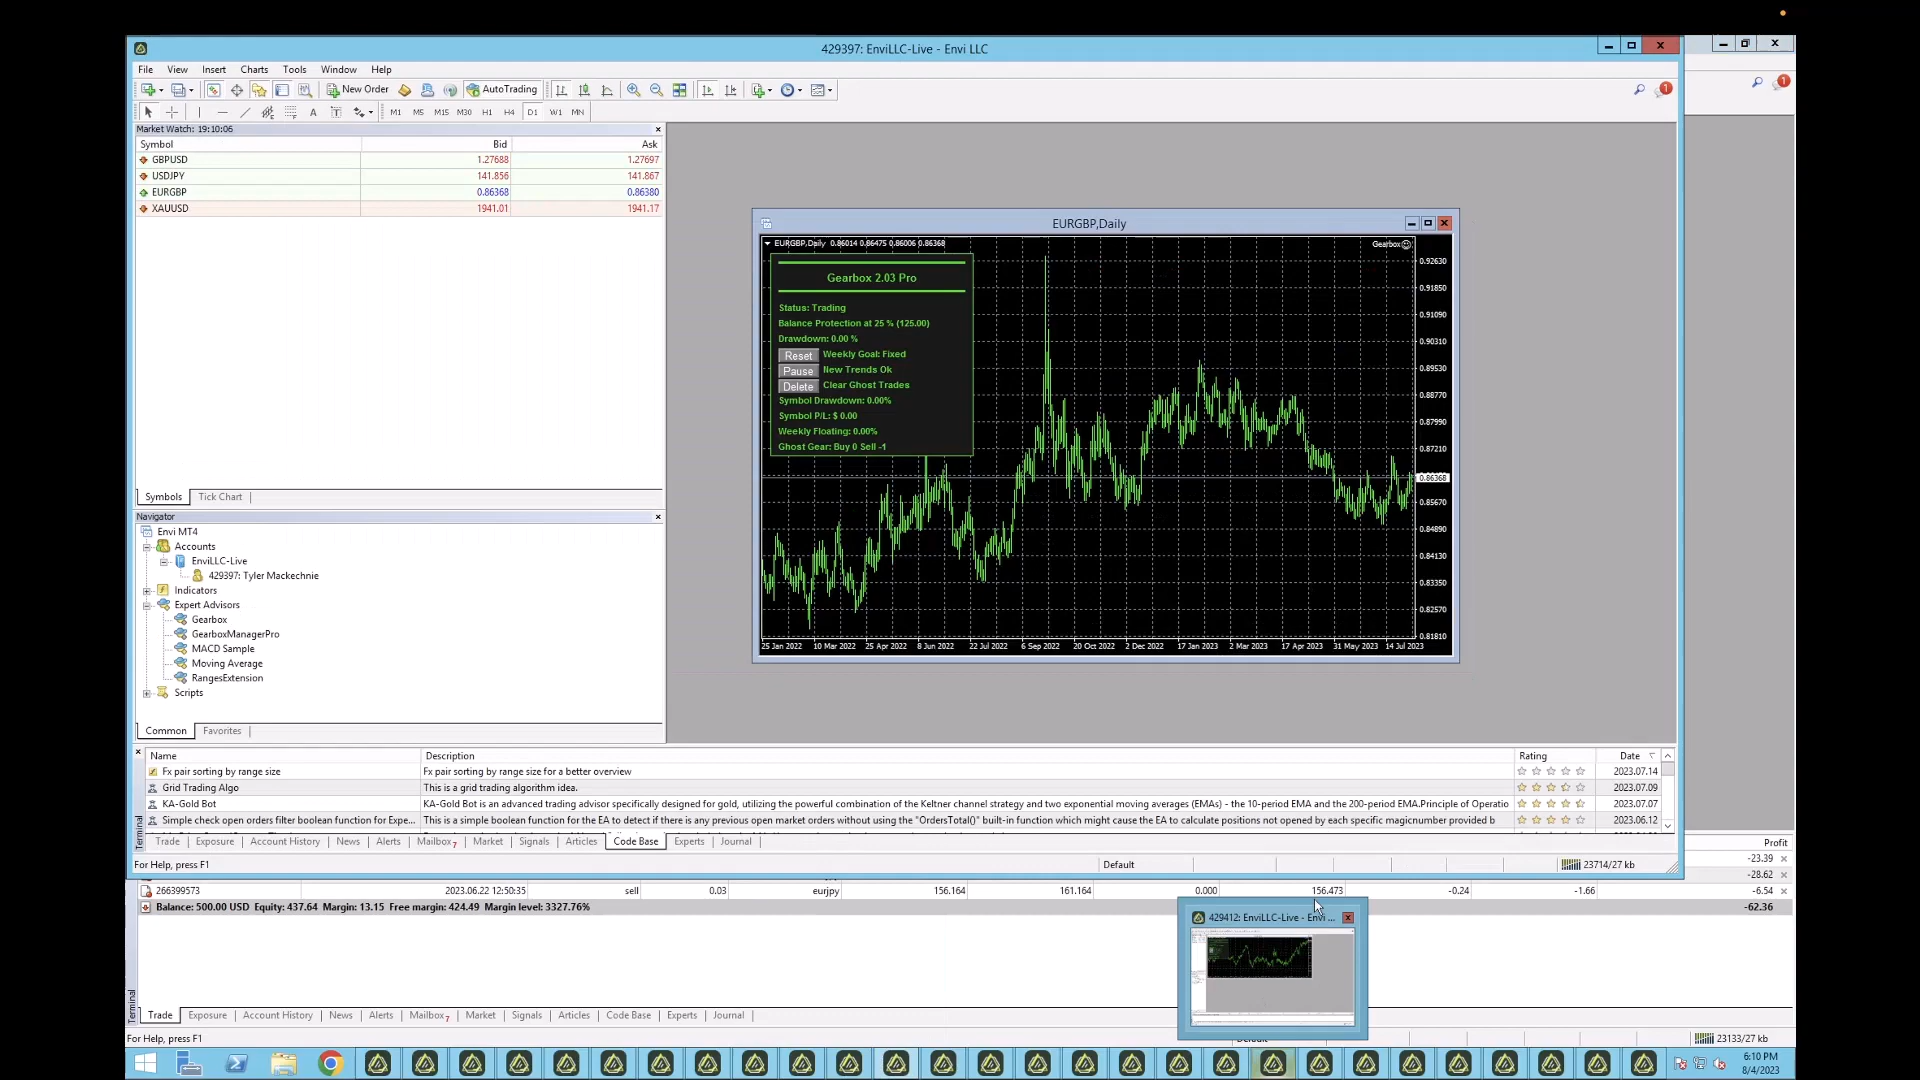 429397: EnviLLC-Live - Envi LLC
File View Insert Charts Tools Window Help
New Order AutoTrading
1
1
A T M1 M5 M15 M30 H1 H4 D1 W1 MN
Market Watch: 19:10:06
Symbol Bid Ask
GBPUSD 1.27688 1.27697
USDJPY 141.856 141.867
EURGBP 0.86368 0.86380
XAUUSD 1941.01 1941.17
Symbols Tick Chart
EURGBP,Daily
EURGBP,Daily 0.86014 0.86475 0.86006 0.86368
Gearbox
Gearbox 2.03 Pro
Status: Trading
Balance Protection at 25 % (125.00)
Drawdown: 0.00 %
Reset Weekly Goal: Fixed
Pause New Trends Ok
Delete Clear Ghost Trades
Symbol Drawdown: 0.00%
Symbol P/L: $ 0.00
Weekly Floating: 0.00%
Ghost Gear: Buy 0 Sell -1
0.92630
0.91850
0.91090
0.90310
0.89530
0.88770
0.87990
0.87210
0.86368
0.85670
0.84890
0.84130
0.83350
0.82570
0.81810
25 Jan 2022 10 Mar 2022 25 Apr 2022 8 Jun 2022 22 Jul 2022 6 Sep 2022 20 Oct 2022 2 Dec 2022 17 Jan 2023 2 Mar 2023 17 Apr 2023 31 May 2023 14 Jul 2023
Navigator
Envi MT4
Accounts
EnviLLC-Live
429397: Tyler Mackechnie
Indicators
Expert Advisors
Gearbox
GearboxManagerPro
MACD Sample
Moving Average
RangesExtension
Scripts
Common Favorites
Name Description Rating Date
Fx pair sorting by range size Fx pair sorting by range size for a better overview 2023.07.14
Grid Trading Algo This is a grid trading algorithm idea. 2023.07.09
KA-Gold Bot KA-Gold Bot is an advanced trading advisor specifically designed for gold, utilizing the powerful combination of the Keltner channel strategy and two exponential moving averages (EMAs) - the 10-period EMA and the 200-period EMA.Principle of Operatio 2023.07.07
Simple check open orders filter boolean function for Expe... This is a simple boolean function for the EA to detect if there is any previous open market orders without using the "OrdersTotal()" built-in function which might cause the EA to calculate positions not opened by each specific magicnumber provided b 2023.06.12
Terminal
Trade Exposure Account History News Alerts Mailbox7 Market Signals Articles Code Base Experts Journal
Profit
For Help, press F1 Default 23714/27 kb
-23.39
-28.62
266399573 2023.06.22 12:50:35 sell 0.03 eurjpy 156.164 161.164 0.000 156.473 -0.24 -1.66 -6.54
Balance: 500.00 USD Equity: 437.64 Margin: 13.15 Free margin: 424.49 Margin level: 3327.76% -62.36
429412: EnviLLC-Live - Envi ...
Terminal
Trade Exposure Account History News Alerts Mailbox7 Market Signals Articles Code Base Experts Journal
For Help, press F1 Default 23133/27 kb
6:10 PM
8/4/2023